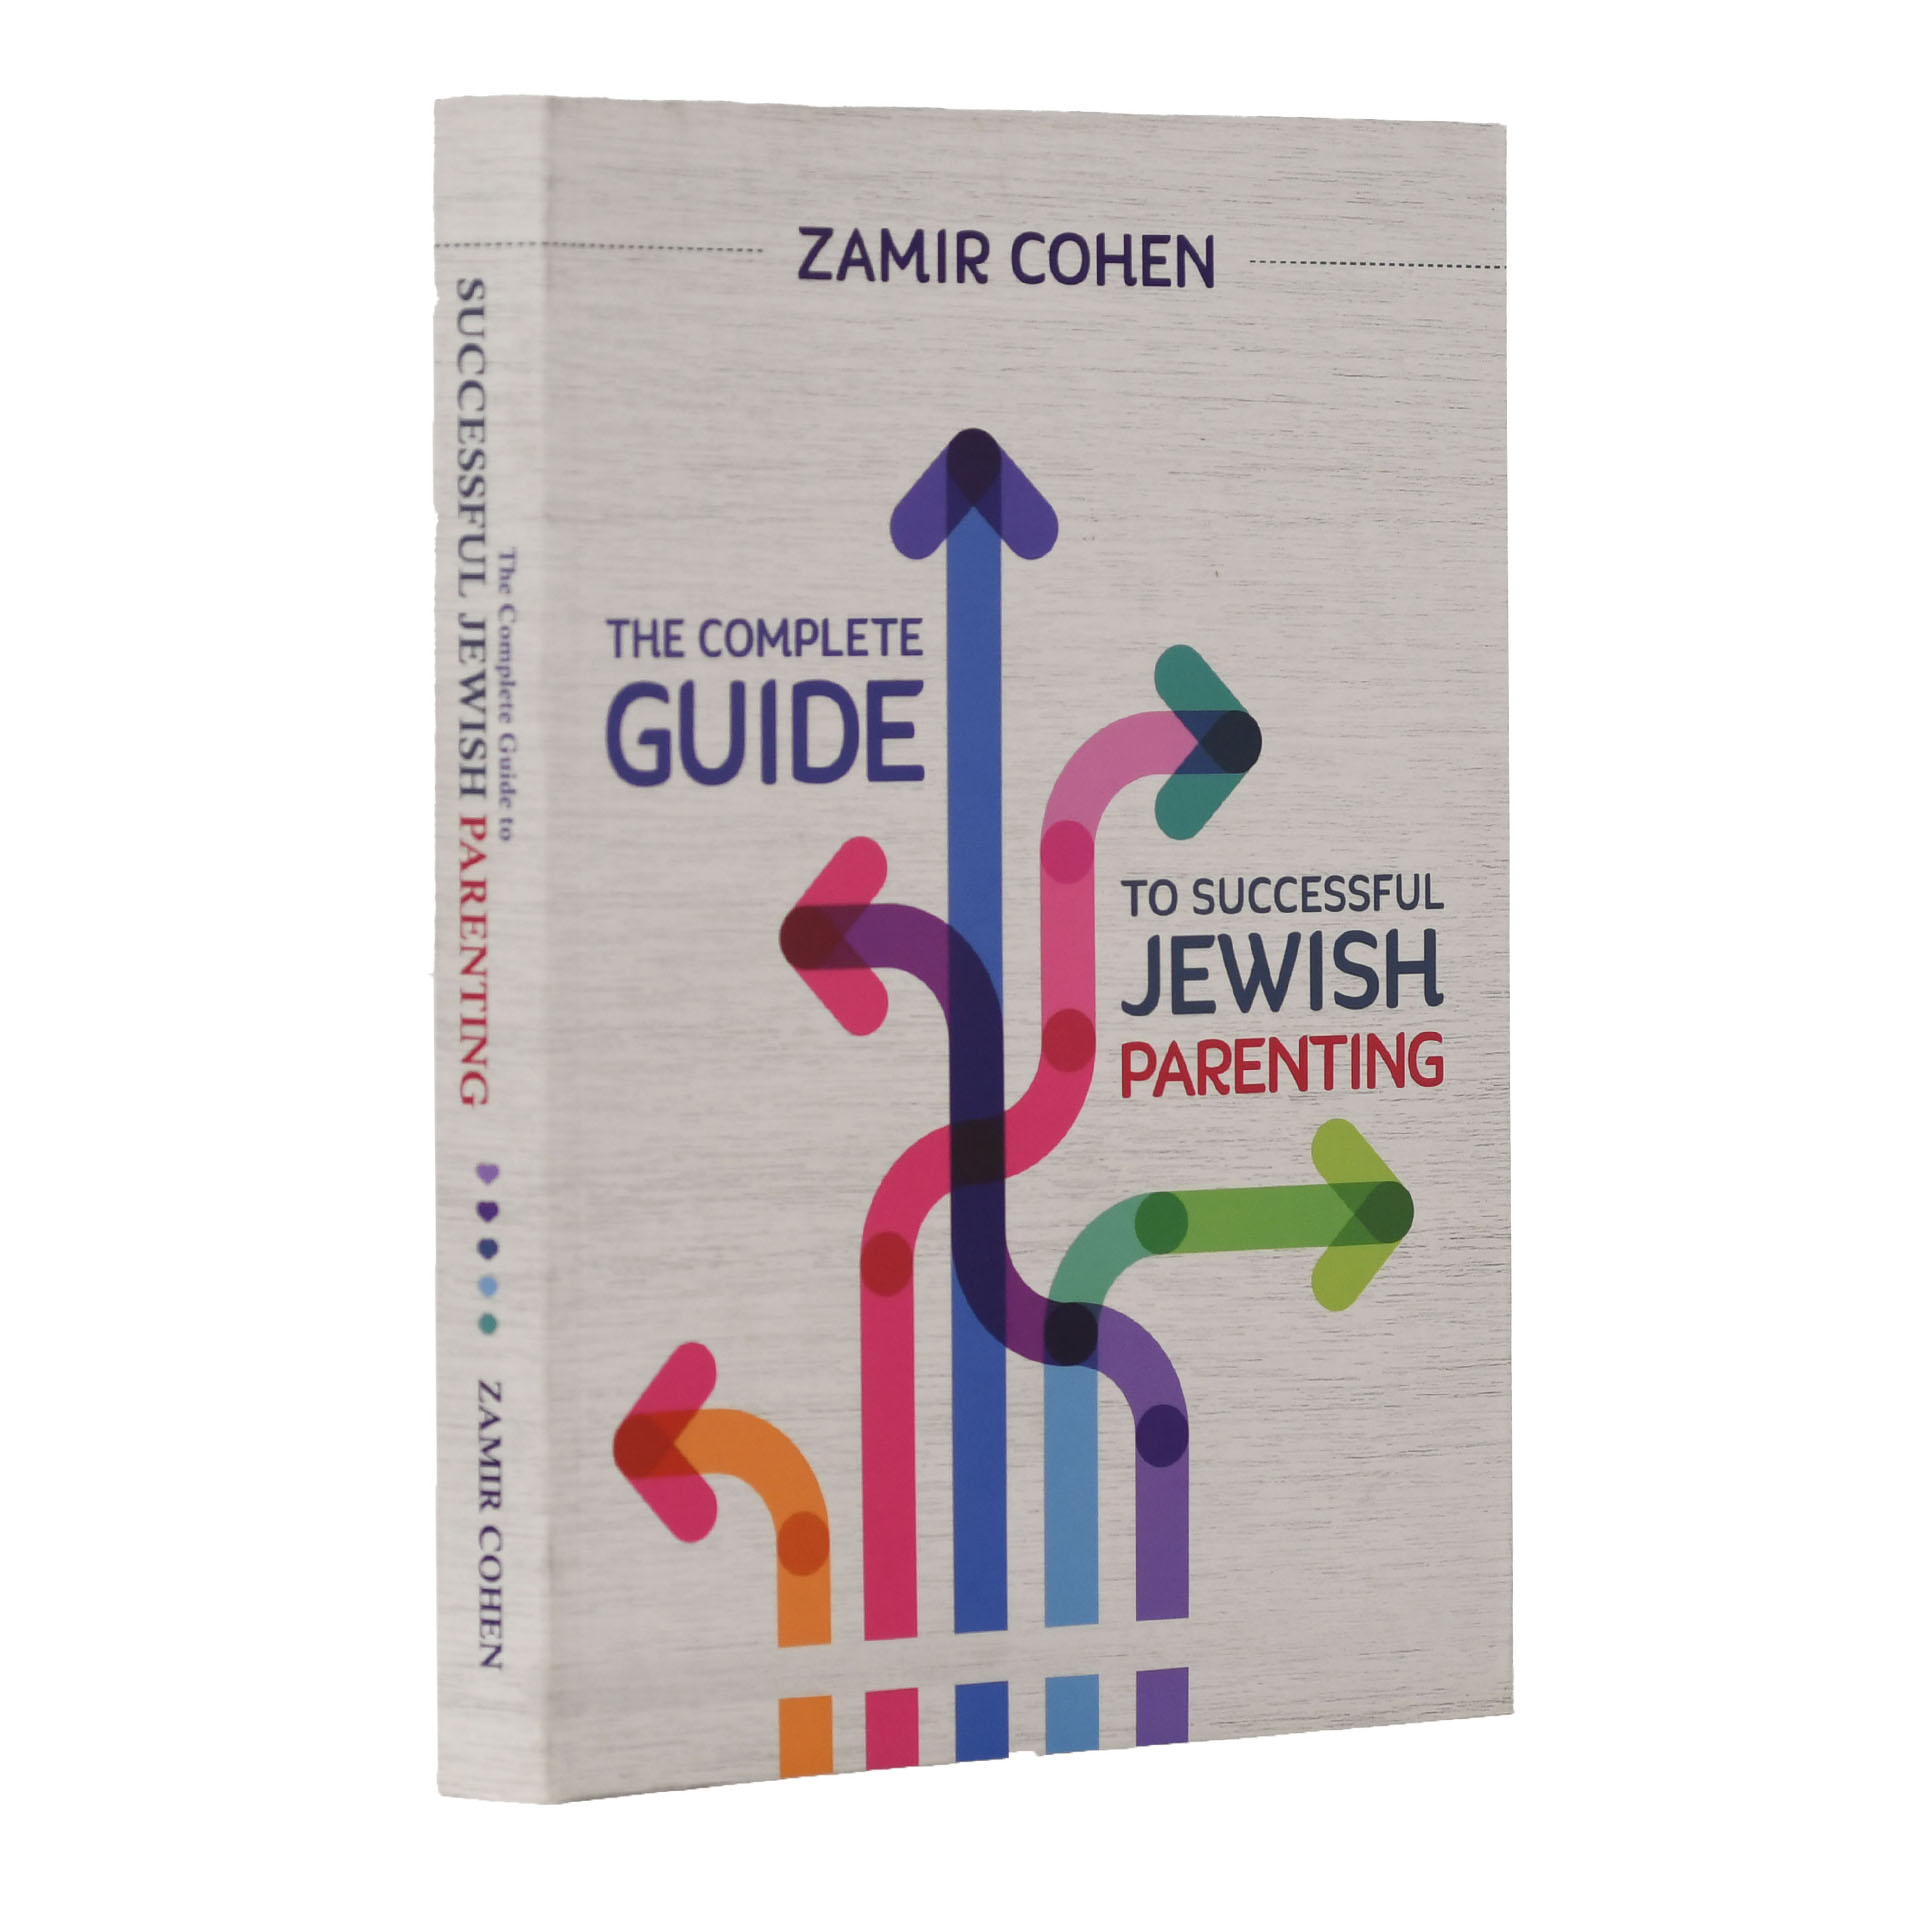 ZAMIR COHEN
THE COMPLETE
GUIDE
TO SUCCESSFUL
JEWISH
PARENTING
The Complete Guide to
SUCCESSFUL JEWISH PARENTING
ZAMIR COHEN